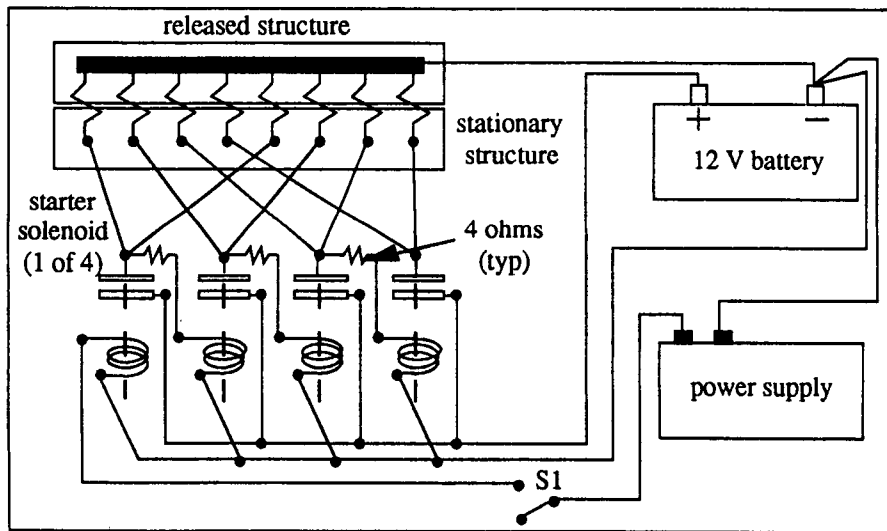 released structure
stationary
structure
+
−
12 V battery
starter
solenoid
(1 of 4)
4 ohms
(typ)
power supply
S1